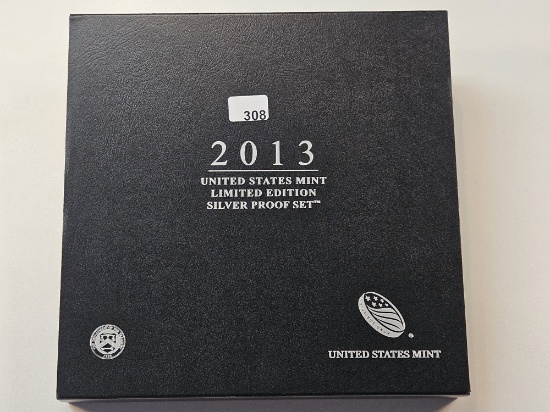 308
2013
UNITED STATES MINT
LIMITED EDITION
SILVER PROOF SET™
UNITED STATES MINT